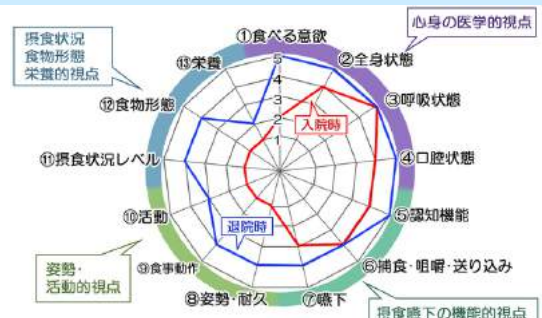 心身の医学的視点
摂食状況
食物形態
栄養的視点
①食べる意欲
②全身状態
③呼吸状態
④口腔状態
⑤認知機能
⑥捕食・咀嚼・送り込み
⑦嚥下
⑧姿勢・耐久
⑨食事動作
⑩活動
⑪摂食状況レベル
⑫食物形態
⑬栄養
5
4
3
2
1
入院時
退院時
姿勢・
活動的視点
摂食嚥下の機能的視点